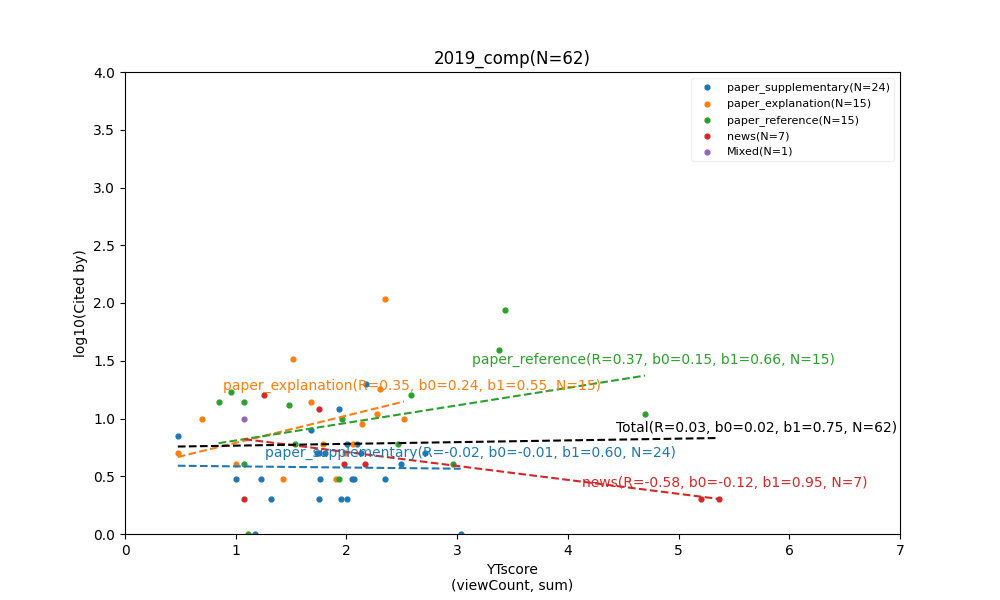 2019_comp(N=62)
4.0
3.5
3.0
2.5
2.0
1.5
1.0
0.5
0.0
log10(Cited by)
paper_supplementary(N=24)
paper_explanation(N=15)
paper_reference(N=15)
news(N=7)
Mixed(N=1)
paper_reference(R=0.37, b0=0.15, b1=0.66, N=15)
paper_explanation(R=0.35, b0=0.24, b1=0.55, N=15)
Total(R=0.03, b0=0.02, b1=0.75, N=62)
paper_supplementary(R=-0.02, b0=-0.01, b1=0.60, N=24)
news(R=-0.58, b0=-0.12, b1=0.95, N=7)
0 1 2 3 4 5 6 7
YTscore
(viewCount, sum)